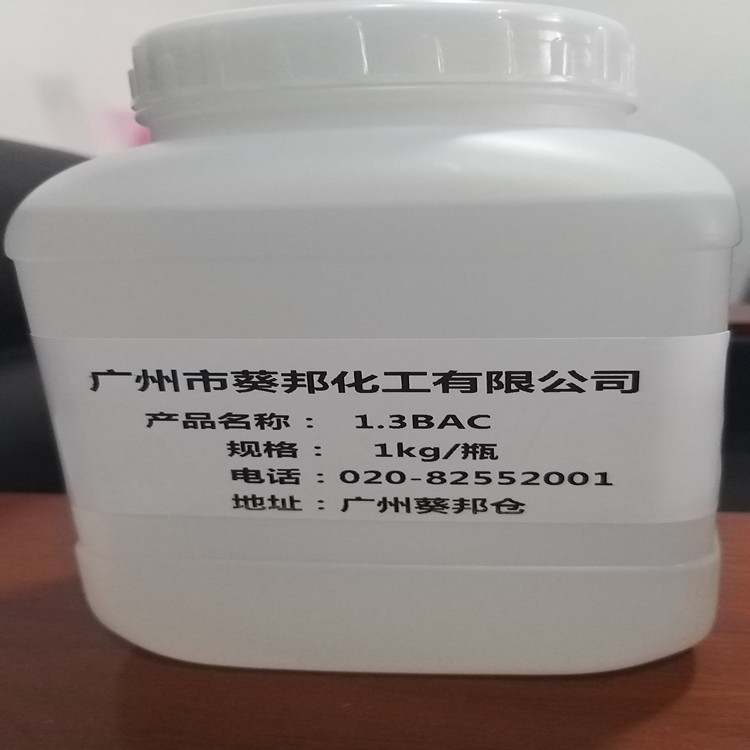 广州市葵邦化工有限公司
产品名称： 1.3BAC
规格： 1kg/瓶
电话：020-82552001
地址：广州葵邦仓